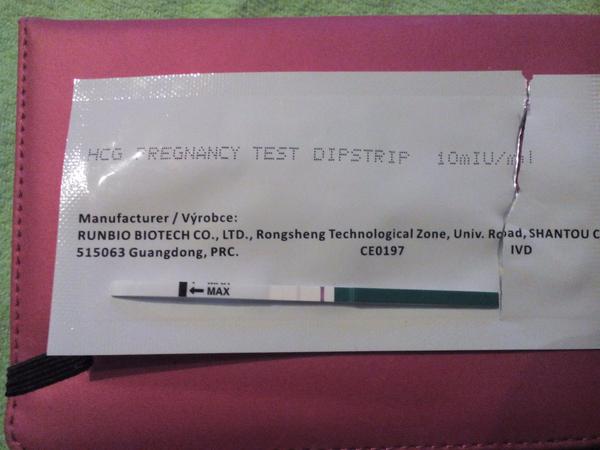 HCG PREGNANCY TEST DIPSTRIP 10mIU/ml
Manufacturer / Výrobce:
RUNBIO BIOTECH CO., LTD., Rongsheng Technological Zone, Univ. Road, SHANTOU C
515063 Guangdong, PRC. CE0197 IVD
MAX